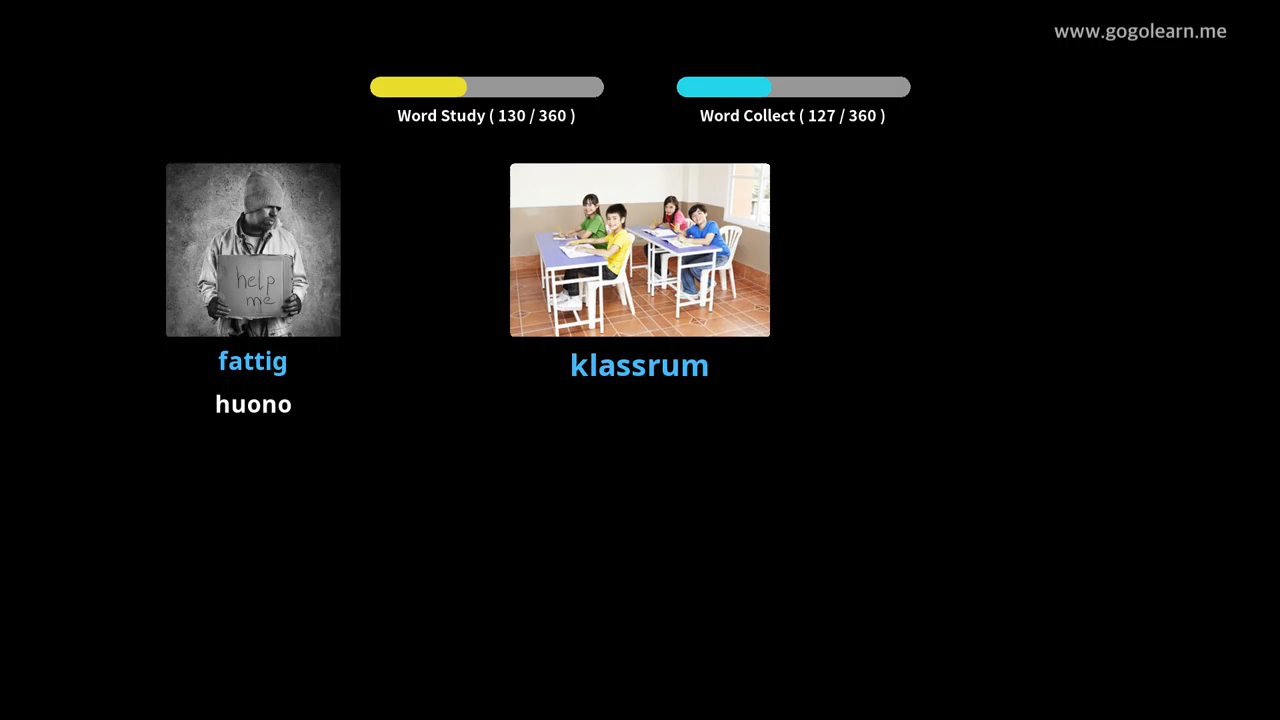 www.gogolearn.me
Word Study ( 130 / 360 )
Word Collect ( 127 / 360 )
help
me
fattig
klassrum
huono